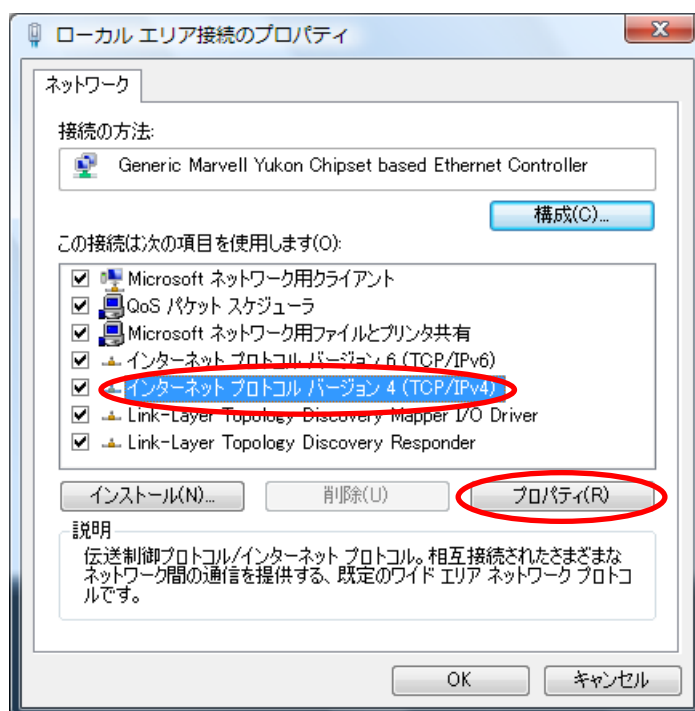 ローカル エリア接続のプロパティ
ネットワーク
接続の方法:
Generic Marvell Yukon Chipset based Ethernet Controller
構成(C)...
この接続は次の項目を使用します(O):
Microsoft ネットワーク用クライアント
QoS パケット スケジューラ
Microsoft ネットワーク用ファイルとプリンタ共有
インターネット プロトコル バージョン 6 (TCP/IPv6)
インターネット プロトコル バージョン 4 (TCP/IPv4)
Link-Layer Topology Discovery Mapper I/O Driver
Link-Layer Topology Discovery Responder
インストール(N)... 削除(U) プロパティ(R)
説明
伝送制御プロトコル/インターネット プロトコル。相互接続されたさまざまな
ネットワーク間の通信を提供する、既定のワイド エリア ネットワーク プロトコ
ルです。
OK キャンセル